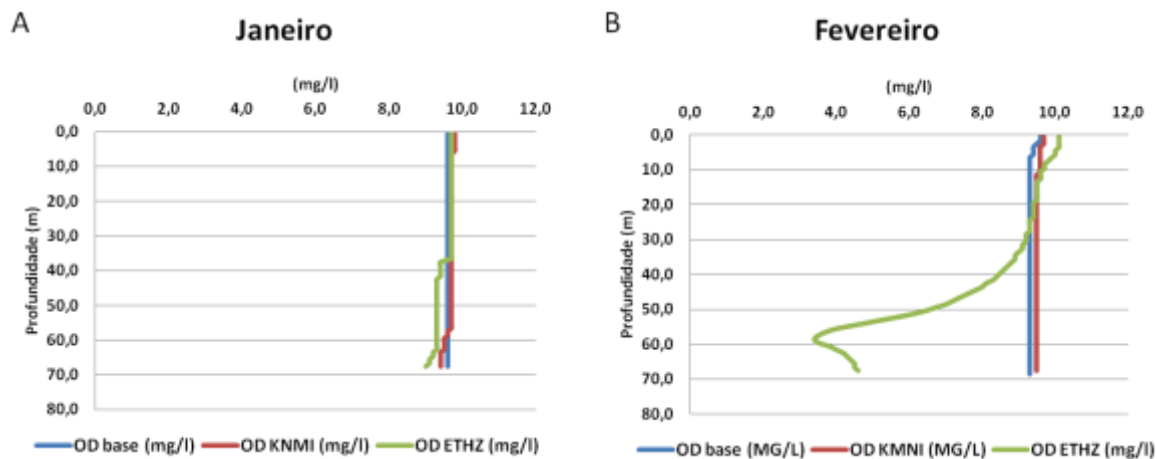 A
Janeiro
(mg/l)
0,0 2,0 4,0 6,0 8,0 10,0 12,0
0,0
10,0
20,0
30,0
40,0
50,0
60,0
70,0
80,0
Profundidade (m)
OD base (mg/l) OD KNMI (mg/l) OD ETHZ (mg/l)
B
Fevereiro
(mg/l)
0,0 2,0 4,0 6,0 8,0 10,0 12,0
0,0
10,0
20,0
30,0
40,0
50,0
60,0
70,0
80,0
Profundidade (m)
OD base (MG/L) OD KMNI (MG/L) OD ETHZ (mg/l)